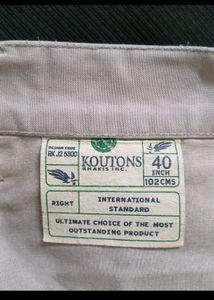 DESIGN CODE
RK J2 5300
KOUTONS
KHAKIS INC.
40
INCH
102CMS
RIGHT
INTERNATIONAL
STANDARD
ULTIMATE CHOICE OF THE MOST
OUTSTANDING PRODUCT